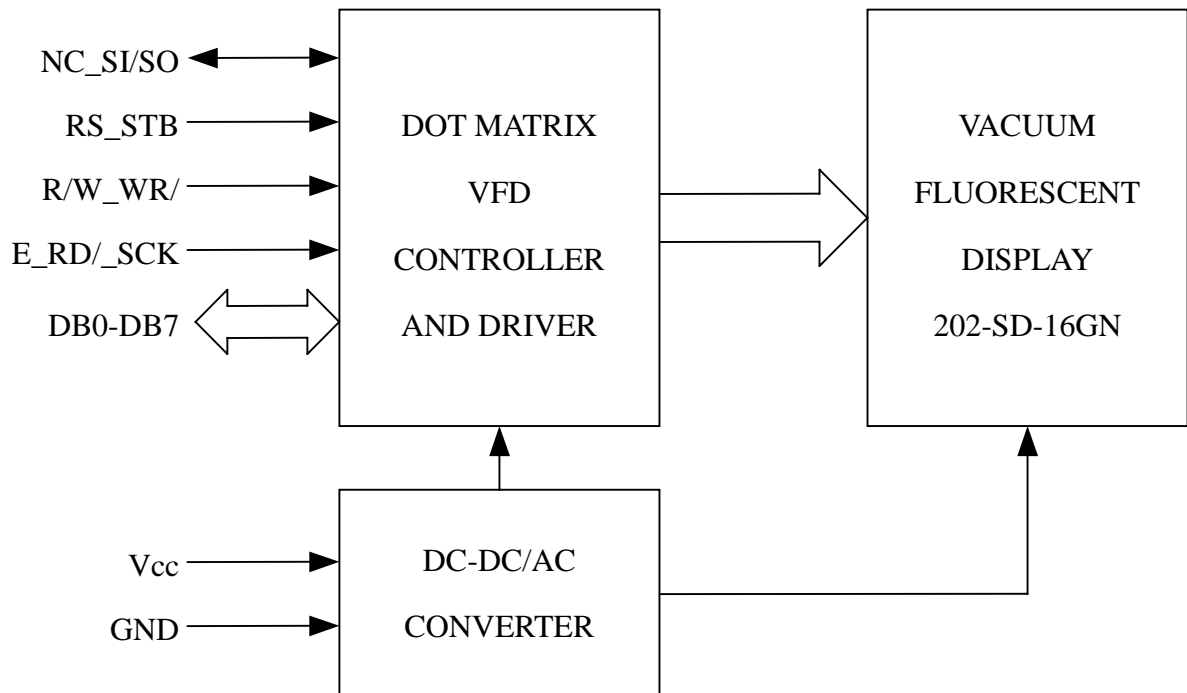 NC_SI/SO
RS_STB
R/W_WR/
E_RD/_SCK
DB0-DB7
DOT MATRIX
VFD
CONTROLLER
AND DRIVER
VACUUM
FLUORESCENT
DISPLAY
202-SD-16GN
Vcc
GND
DC-DC/AC
CONVERTER